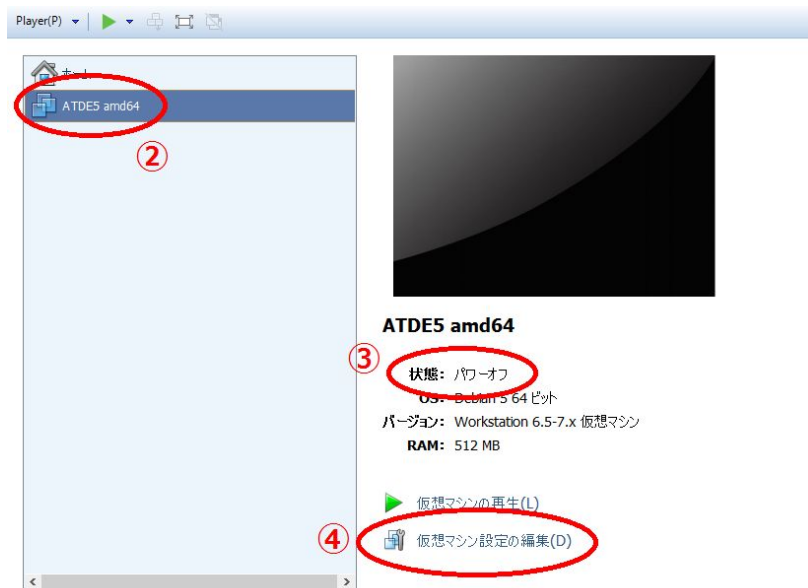 Player(P)
ホーム
ATDE5 amd64
②
ATDE5 amd64
③
状態: パワーオフ
OS: Debian 5 64 ビット
バージョン: Workstation 6.5-7.x 仮想マシン
RAM: 512 MB
仮想マシンの再生(L)
④
仮想マシン設定の編集(D)